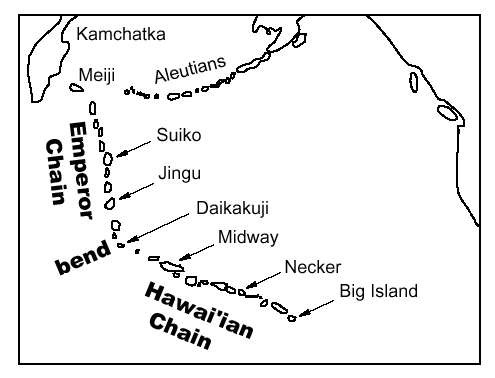 Kamchatka
Meiji
Aleutians
Emperor
Chain
Suiko
Jingu
Daikakuji
bend
Midway
Necker
Big Island
Hawai'ian
Chain